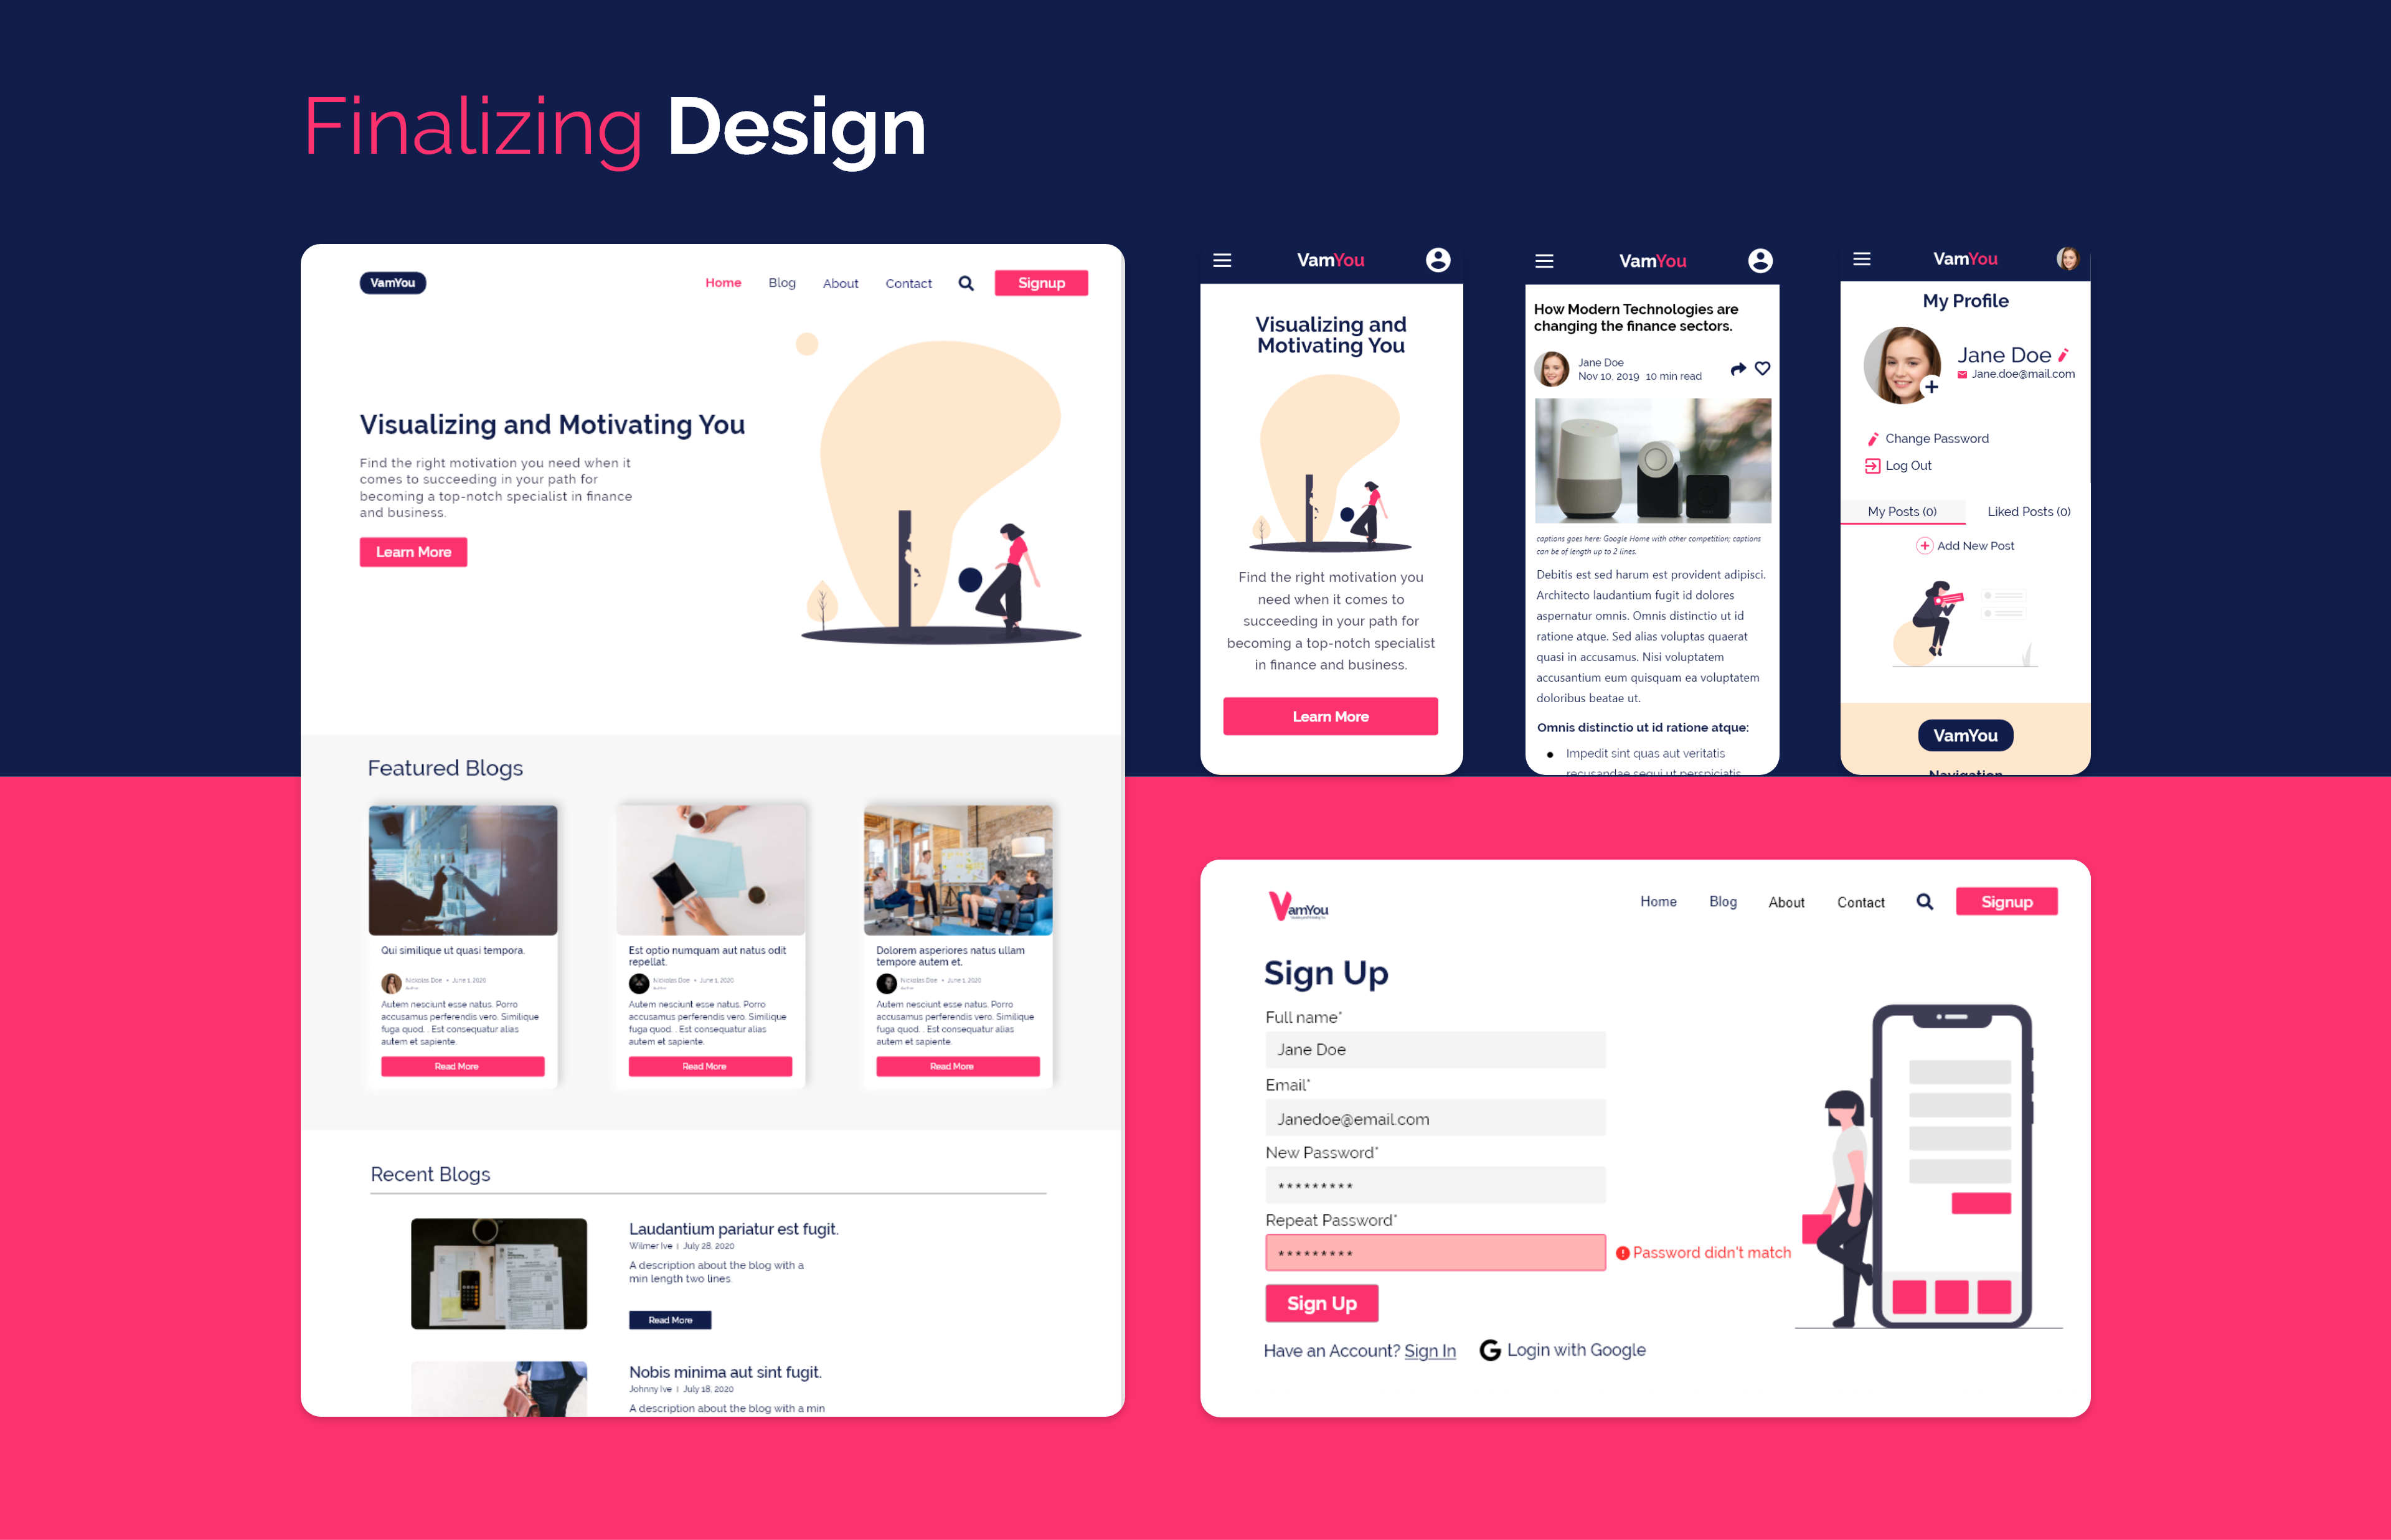 Finalizing Design
VamYou
Home Blog About Contact Signup
Visualizing and Motivating You
Find the right motivation you need when it
comes to succeeding in your path for
becoming a top-notch specialist in finance
and business.
Learn More
Featured Blogs
Qui similique ut quasi tempora.
Nickolas Doe • June 1, 2020
Author
Autem nesciunt esse natus. Porro
accusamus perferendis vero. Similique
fuga quod. . Est consequatur alias
autem et sapiente.
Read More
Est optio numquam aut natus odit
repellat.
Nickolas Doe • June 1, 2020
Author
Autem nesciunt esse natus. Porro
accusamus perferendis vero. Similique
fuga quod. . Est consequatur alias
autem et sapiente.
Read More
Dolorem asperiores natus ullam
tempore autem et.
Nickolas Doe • June 1, 2020
Author
Autem nesciunt esse natus. Porro
accusamus perferendis vero. Similique
fuga quod. . Est consequatur alias
autem et sapiente.
Read More
Recent Blogs
Laudantium pariatur est fugit.
Wilmer Ive | July 28, 2020
A description about the blog with a
min length two lines.
Read More
Nobis minima aut sint fugit.
Johnny Ive | July 18, 2020
A description about the blog with a min
VamYou
Visualizing and
Motivating You
Find the right motivation you
need when it comes to
succeeding in your path for
becoming a top-notch specialist
in finance and business.
Learn More
VamYou
How Modern Technologies are
changing the finance sectors.
Jane Doe
Nov 10, 2019 10 min read
captions goes here: Google Home with other competition; captions
can be of length up to 2 lines.
Debitis est sed harum est provident adipisci.
Architecto laudantium fugit id dolores
aspernatur omnis. Omnis distinctio ut id
ratione atque. Sed alias voluptas quaerat
quasi in accusamus. Nisi voluptatem
accusantium eum quisquam ea voluptatem
doloribus beatae ut.
Omnis distinctio ut id ratione atque:
● Impedit sint quas aut veritatis
recusandae sequi ut perspiciatis
VamYou
My Profile
Jane Doe
Jane.doe@mail.com
Change Password
Log Out
My Posts (0) Liked Posts (0)
Add New Post
VamYou
Navigation
VamYou
Home Blog About Contact Signup
Sign Up
Full name*
Jane Doe
Email*
Janedoe@email.com
New Password*
*********
Repeat Password*
*********
Password didn't match
Sign Up
Have an Account? Sign In
G Login with Google